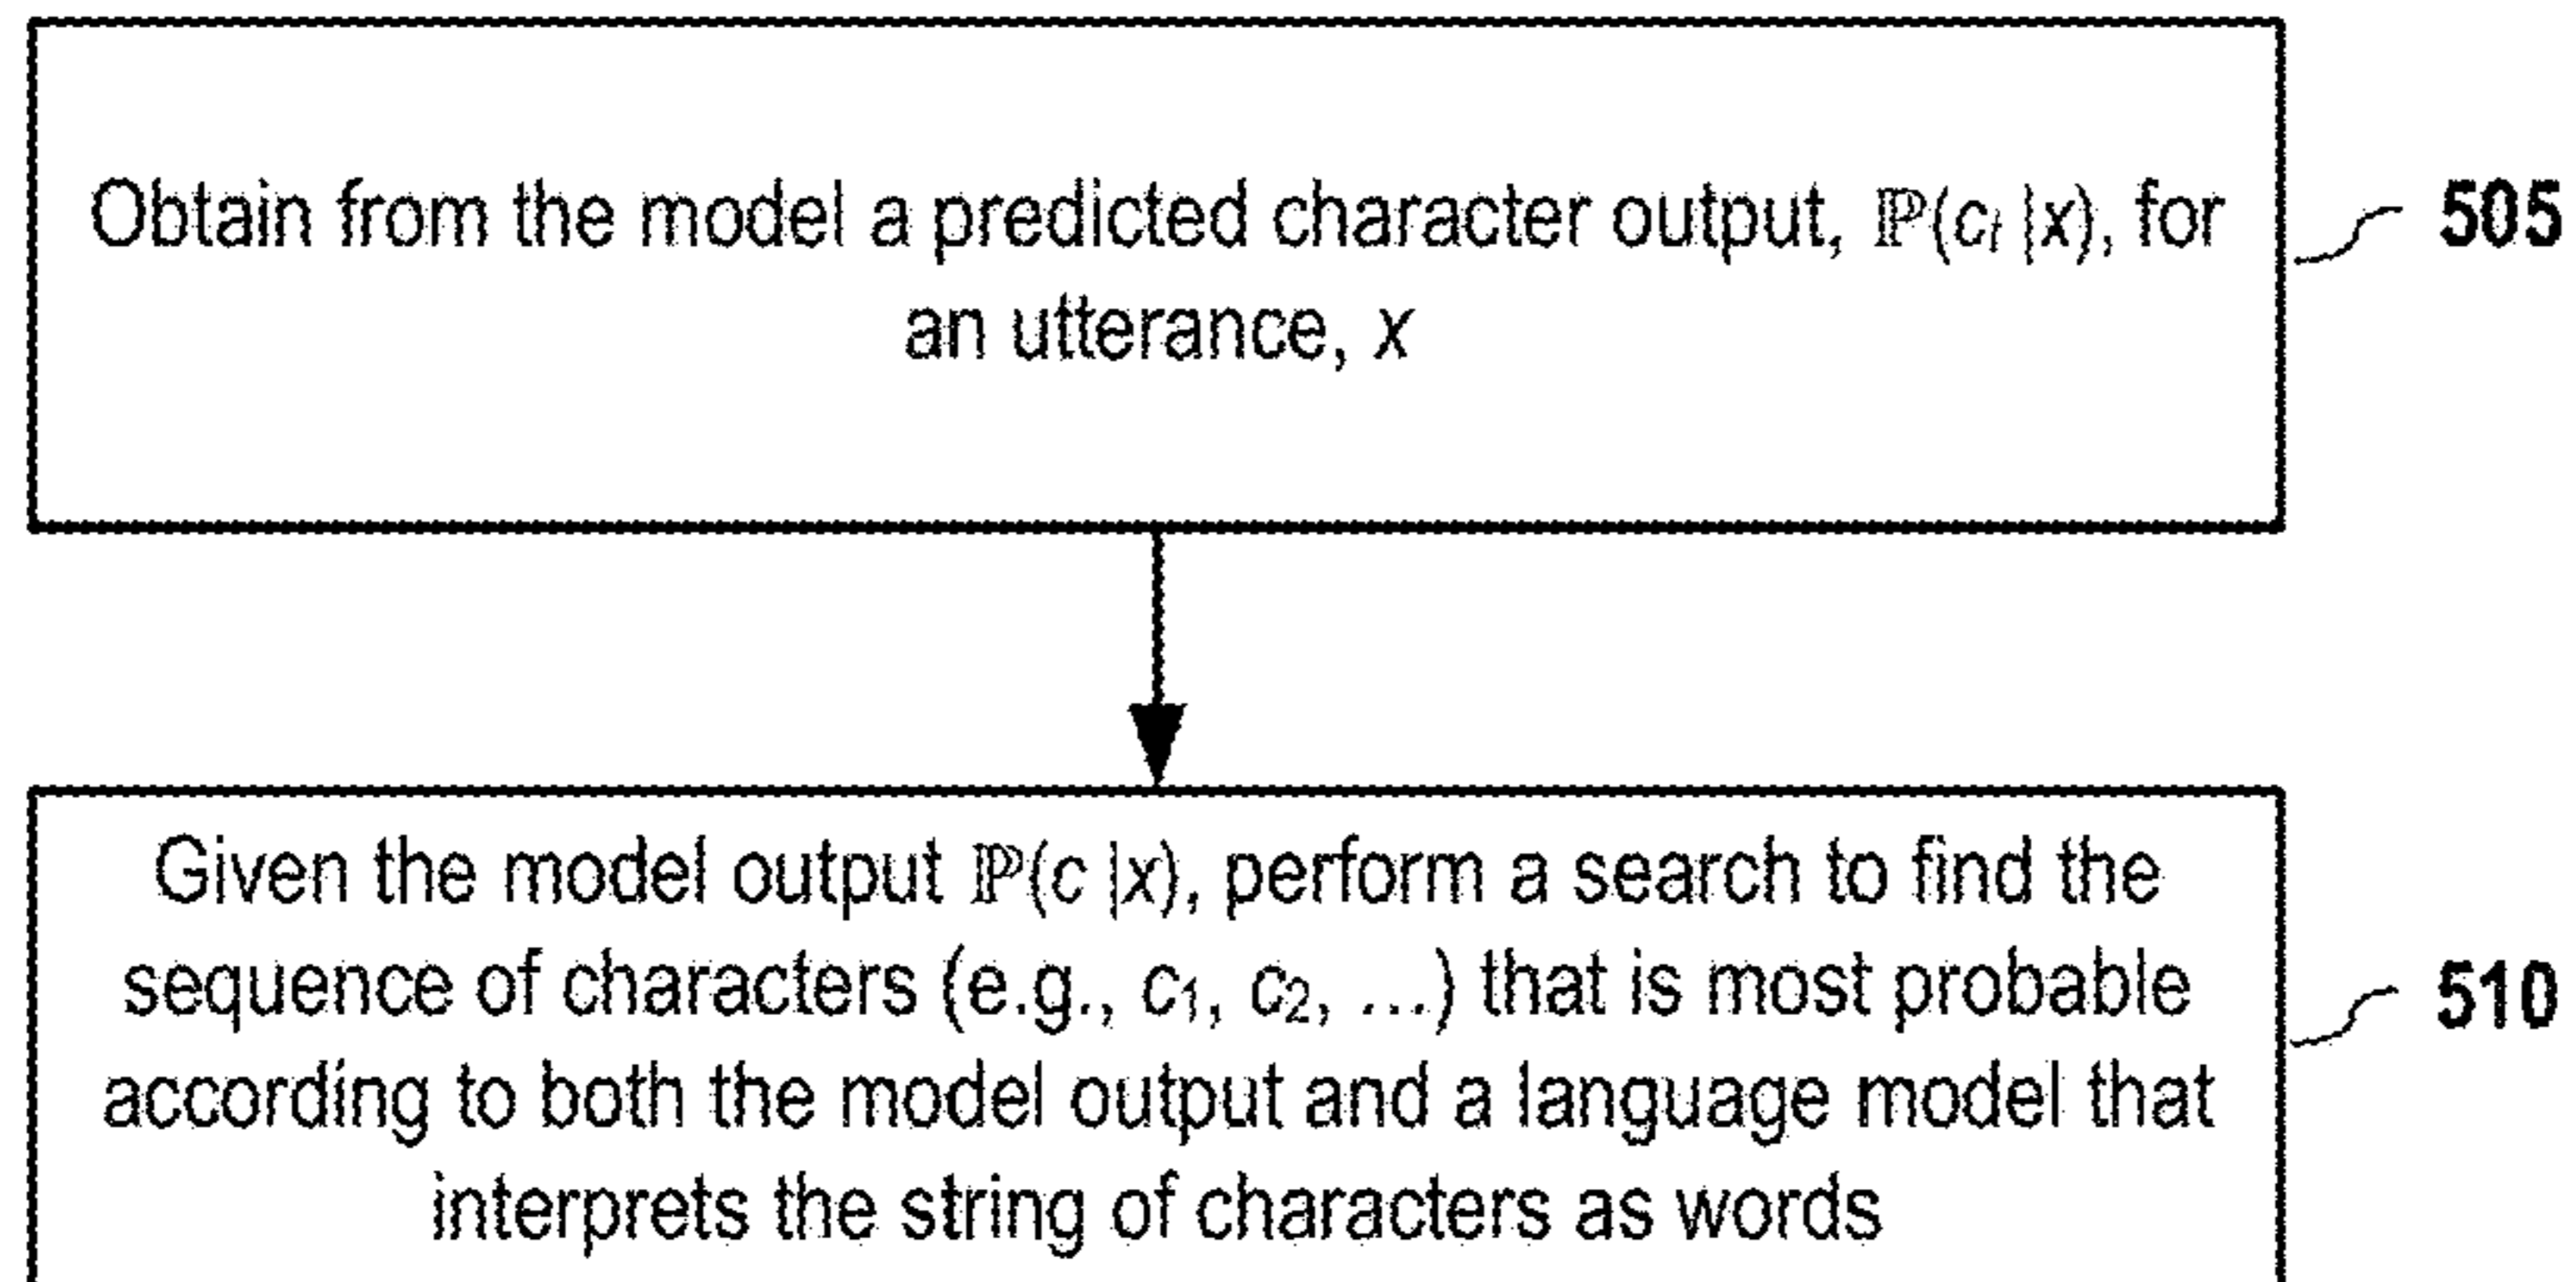 Obtain from the model a predicted character output, ℙ(cₜ |x), for
an utterance, x
505
Given the model output ℙ(c |x), perform a search to find the
sequence of characters (e.g., c₁, c₂, ...) that is most probable
according to both the model output and a language model that
interprets the string of characters as words
510